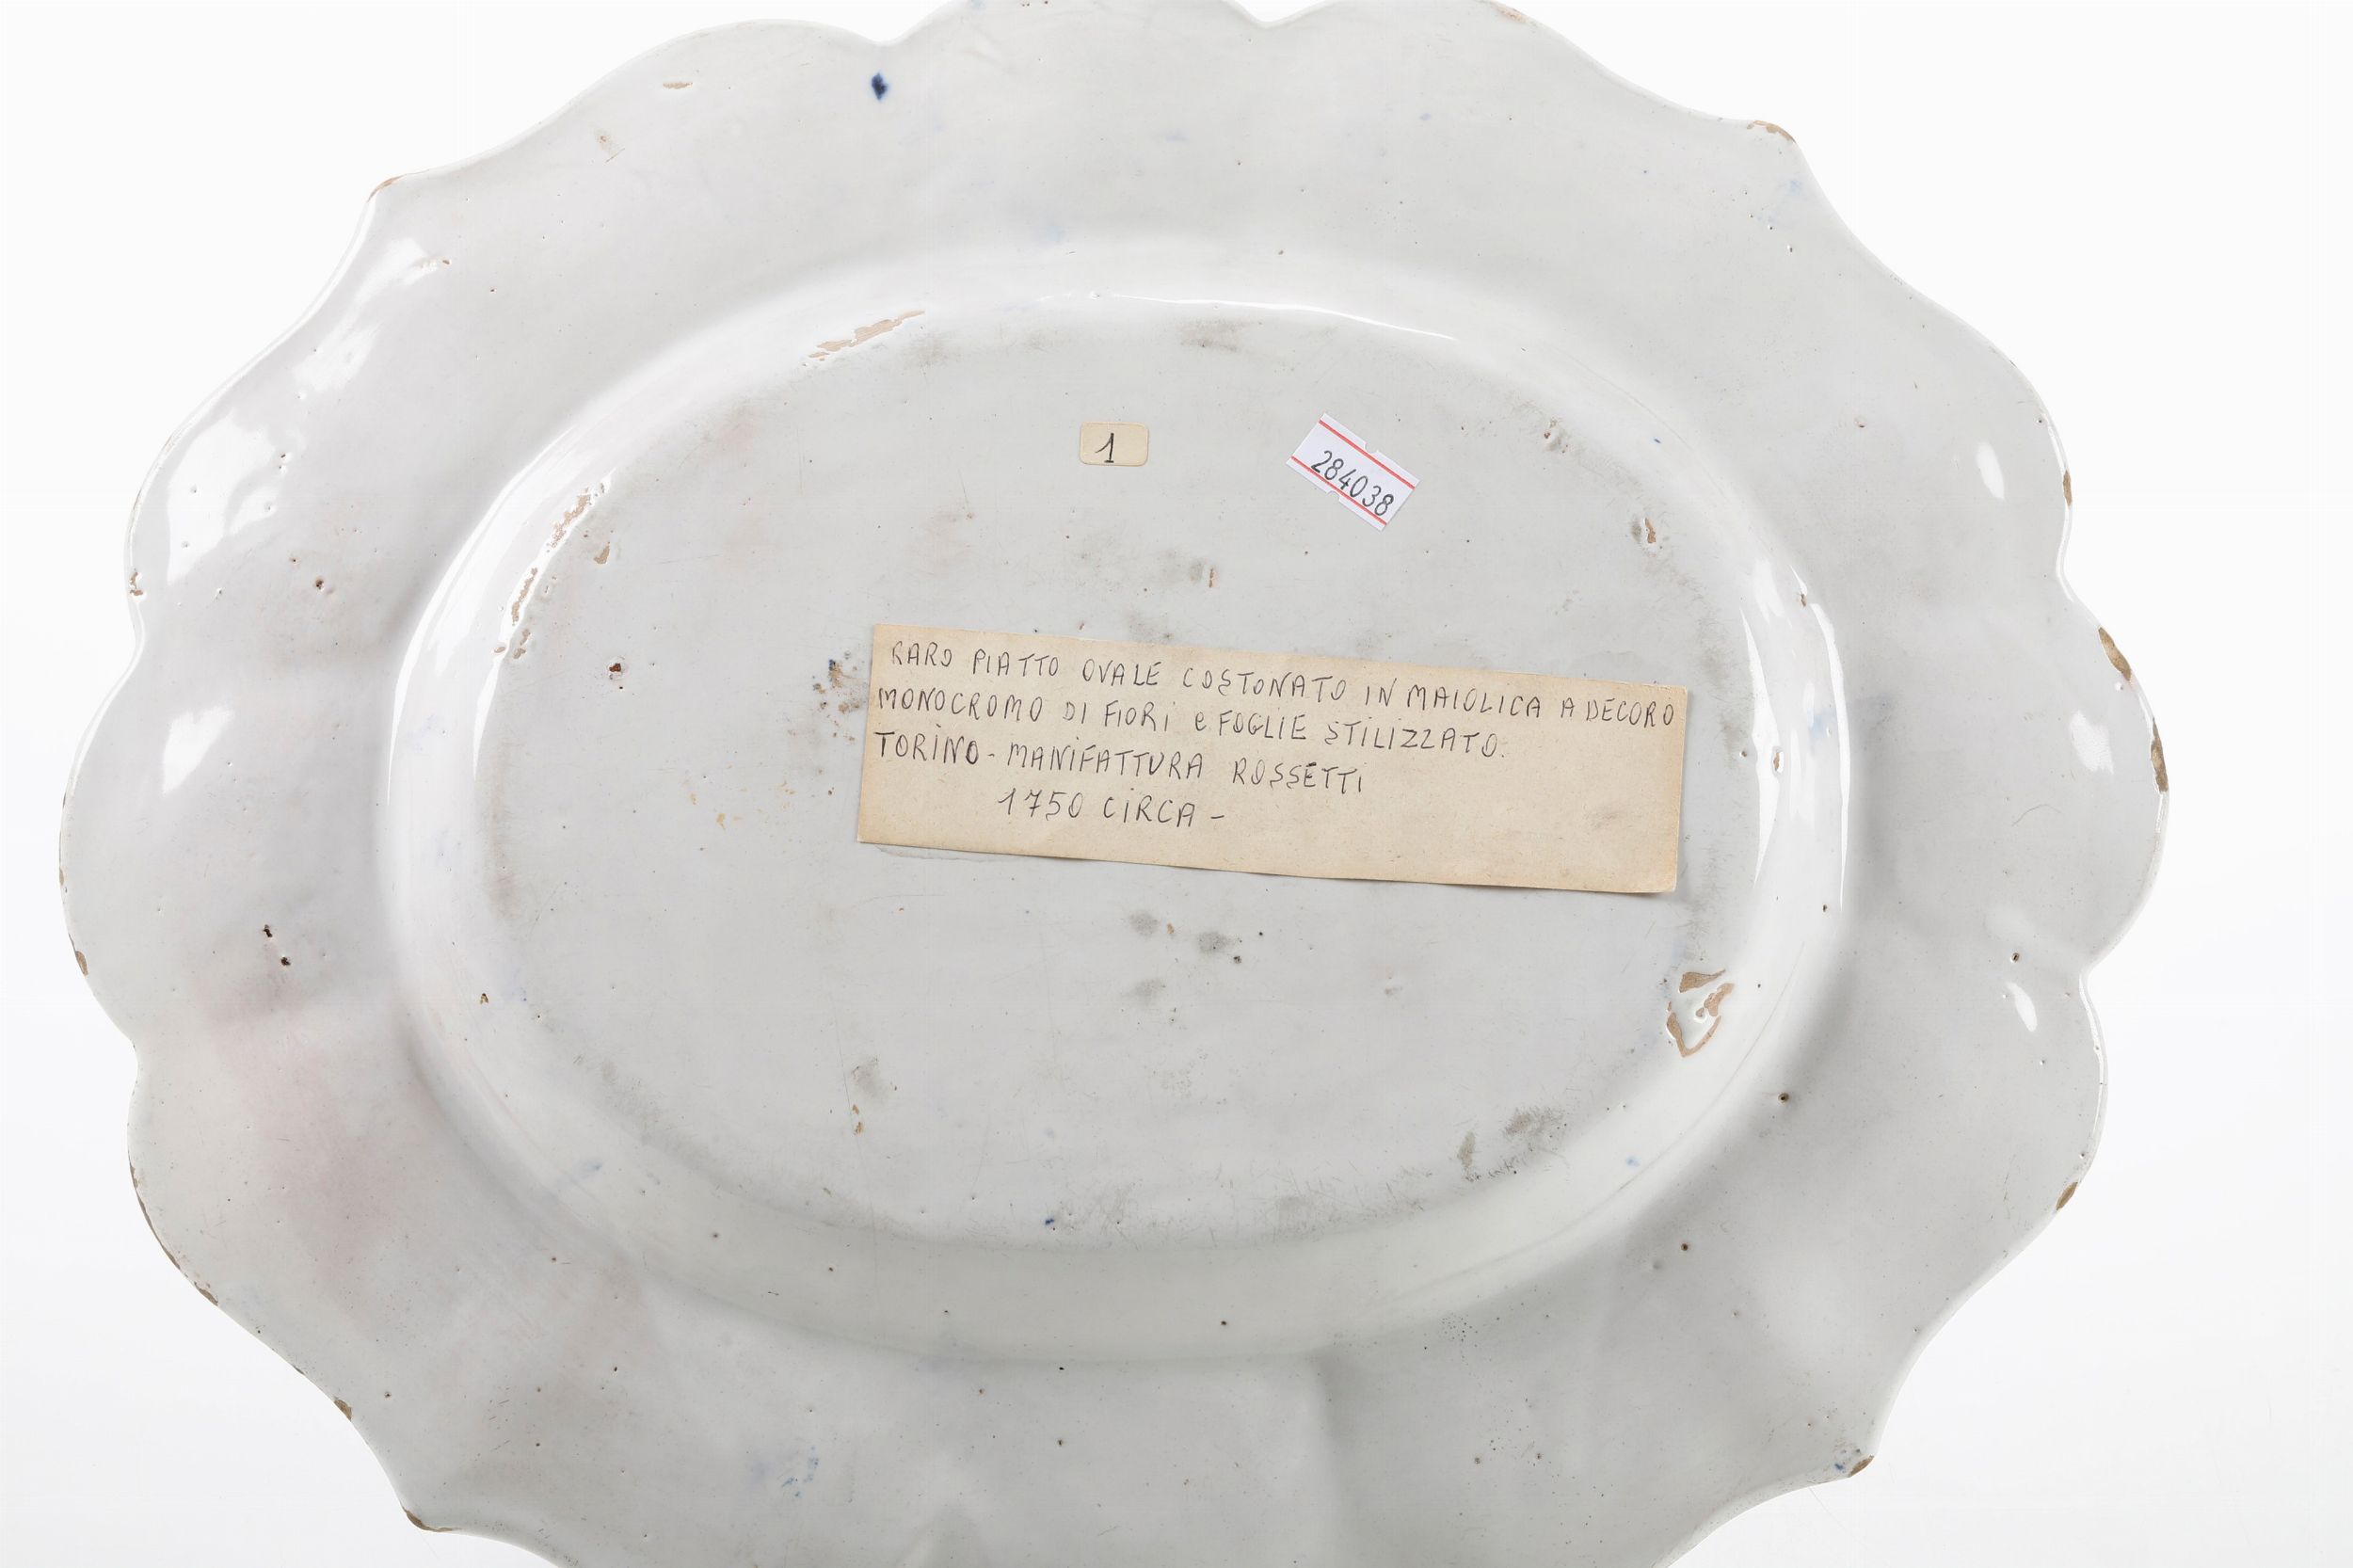 1
284038
RARO PIATTO OVALE COSTONATO IN MAIOLICA A DECORO
MONOCROMO DI FIORI e FOGLIE STILIZZATO.
TORINO - MANIFATTURA ROSSETTI
1750 CIRCA -